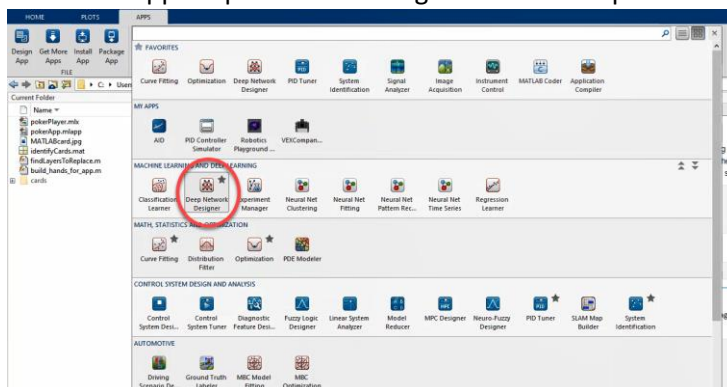 HOME PLOTS APPS
Design App
Get More Apps
Install App
Package App
FILE
FAVORITES
Curve Fitting
Optimization
Deep Network Designer
PID Tuner
System Identification
Signal Analyzer
Image Acquisition
Instrument Control
MATLAB Coder
Application Compiler
C: User
Current Folder
Name
pokerPlayer.mlx
pokerApp.mlapp
MATLABcard.jpg
identifyCards.mat
findLayersToReplace.m
build_hands_for_app.m
cards
MY APPS
AID
PID Controller Simulator
Robotics Playground ...
VEXCompan...
MACHINE LEARNING AND DEEP LEARNING
Classification Learner
Deep Network Designer
Experiment Manager
Neural Net Clustering
Neural Net Fitting
Neural Net Pattern Rec...
Neural Net Time Series
Regression Learner
MATH, STATISTICS AND OPTIMIZATION
Curve Fitting
Distribution Fitter
Optimization
PDE Modeler
CONTROL SYSTEM DESIGN AND ANALYSIS
Control System Desi...
Control System Tuner
Diagnostic Feature Desi...
Fuzzy Logic Designer
Linear System Analyzer
Model Reducer
MPC Designer
Neuro-Fuzzy Designer
PID Tuner
SLAM Map Builder
System Identification
AUTOMOTIVE
Driving Scenario De...
Ground Truth Labeler
MBC Model Fitting
MBC Optimization